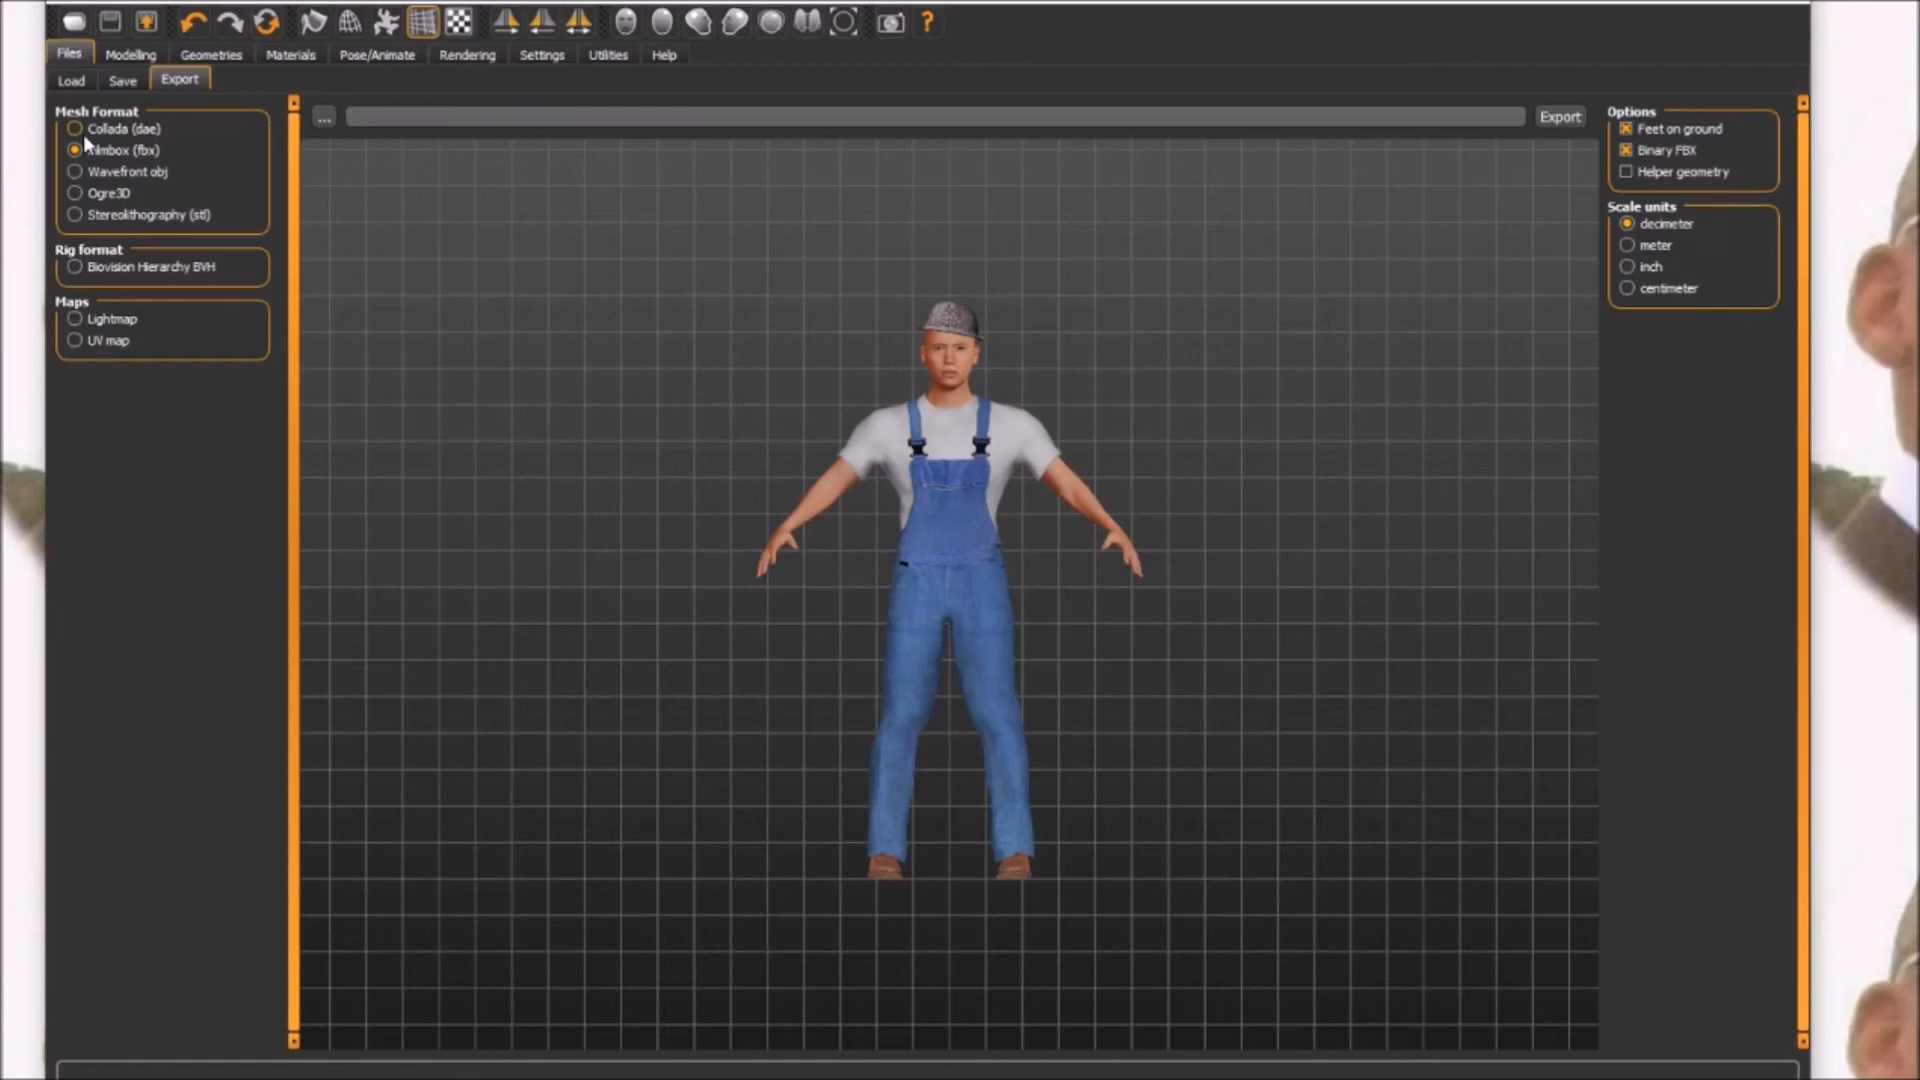 Files Modelling Geometries Materials Pose/Animate Rendering Settings Utilities Help
Load Save Export
Mesh Format
Collada (dae)
lmbox (fbx)
Wavefront obj
Ogre3D
Stereolithography (stl)
Rig format
Biovision Hierarchy BVH
Maps
Lightmap
UV map
... Export
Options
Feet on ground
Binary FBX
Helper geometry
Scale units
decimeter
meter
inch
centimeter